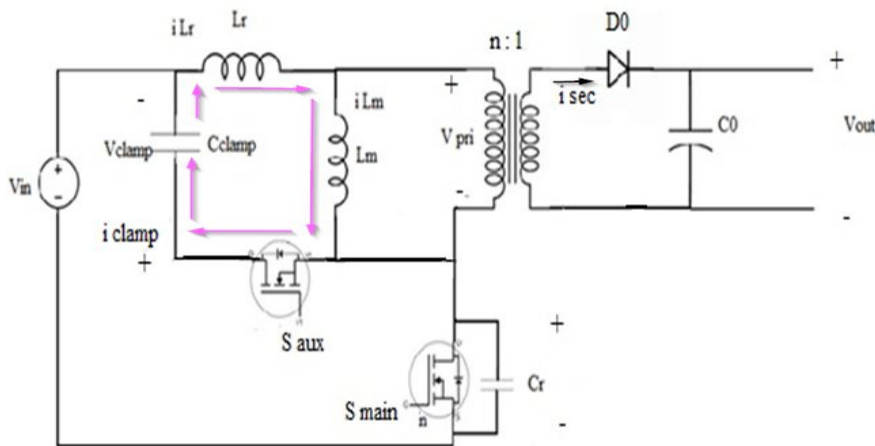 i Lr
Lr
D0
n : 1
+
-
+
i sec
i Lm
Vclamp
Cclamp
V pri
Lm
C0
Vout
+
-
Vin
-
-
i clamp
+
S aux
+
Cr
S main
n
-